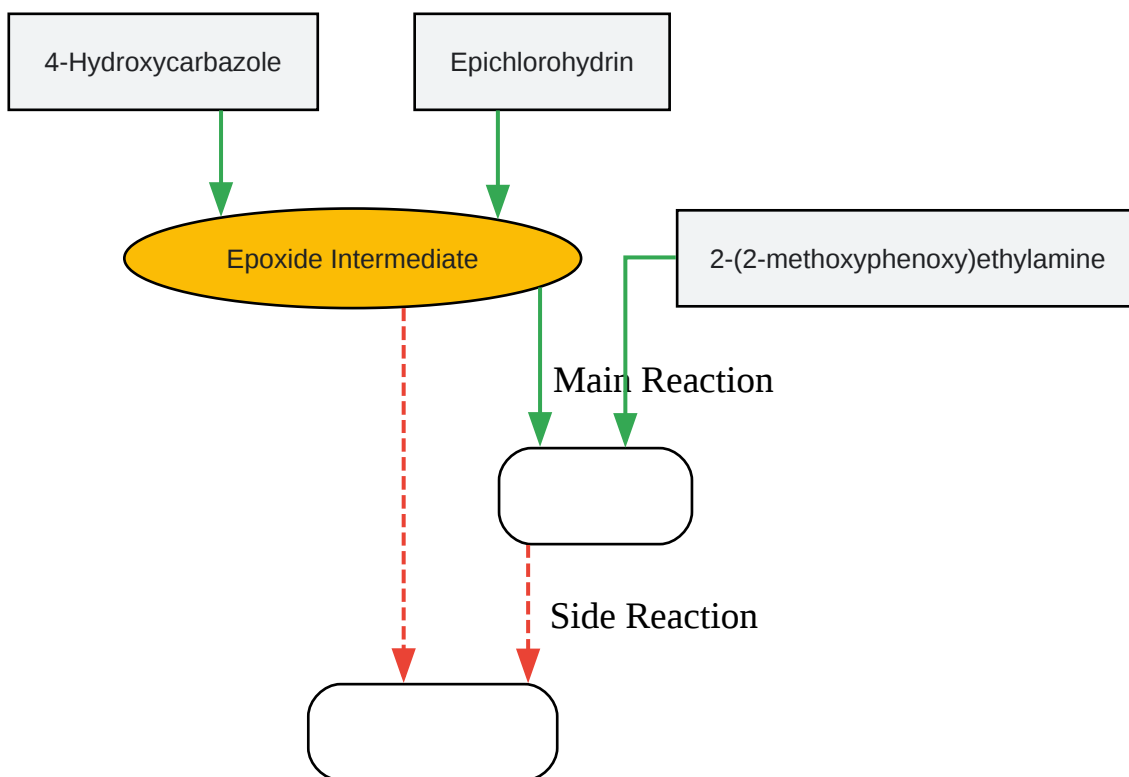 4-Hydroxycarbazole
Epichlorohydrin
Epoxide Intermediate
2-(2-methoxyphenoxy)ethylamine
Main Reaction
Side Reaction